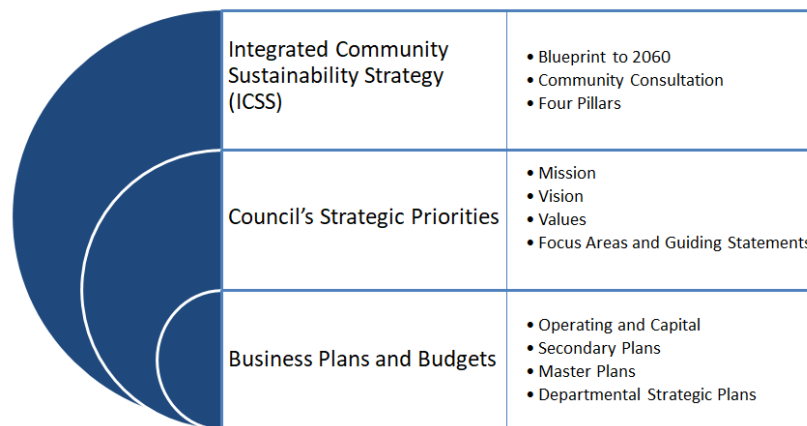 Integrated Community
Sustainability Strategy
(ICSS)
• Blueprint to 2060
• Community Consultation
• Four Pillars
Council's Strategic Priorities
• Mission
• Vision
• Values
• Focus Areas and Guiding Statements
Business Plans and Budgets
• Operating and Capital
• Secondary Plans
• Master Plans
• Departmental Strategic Plans